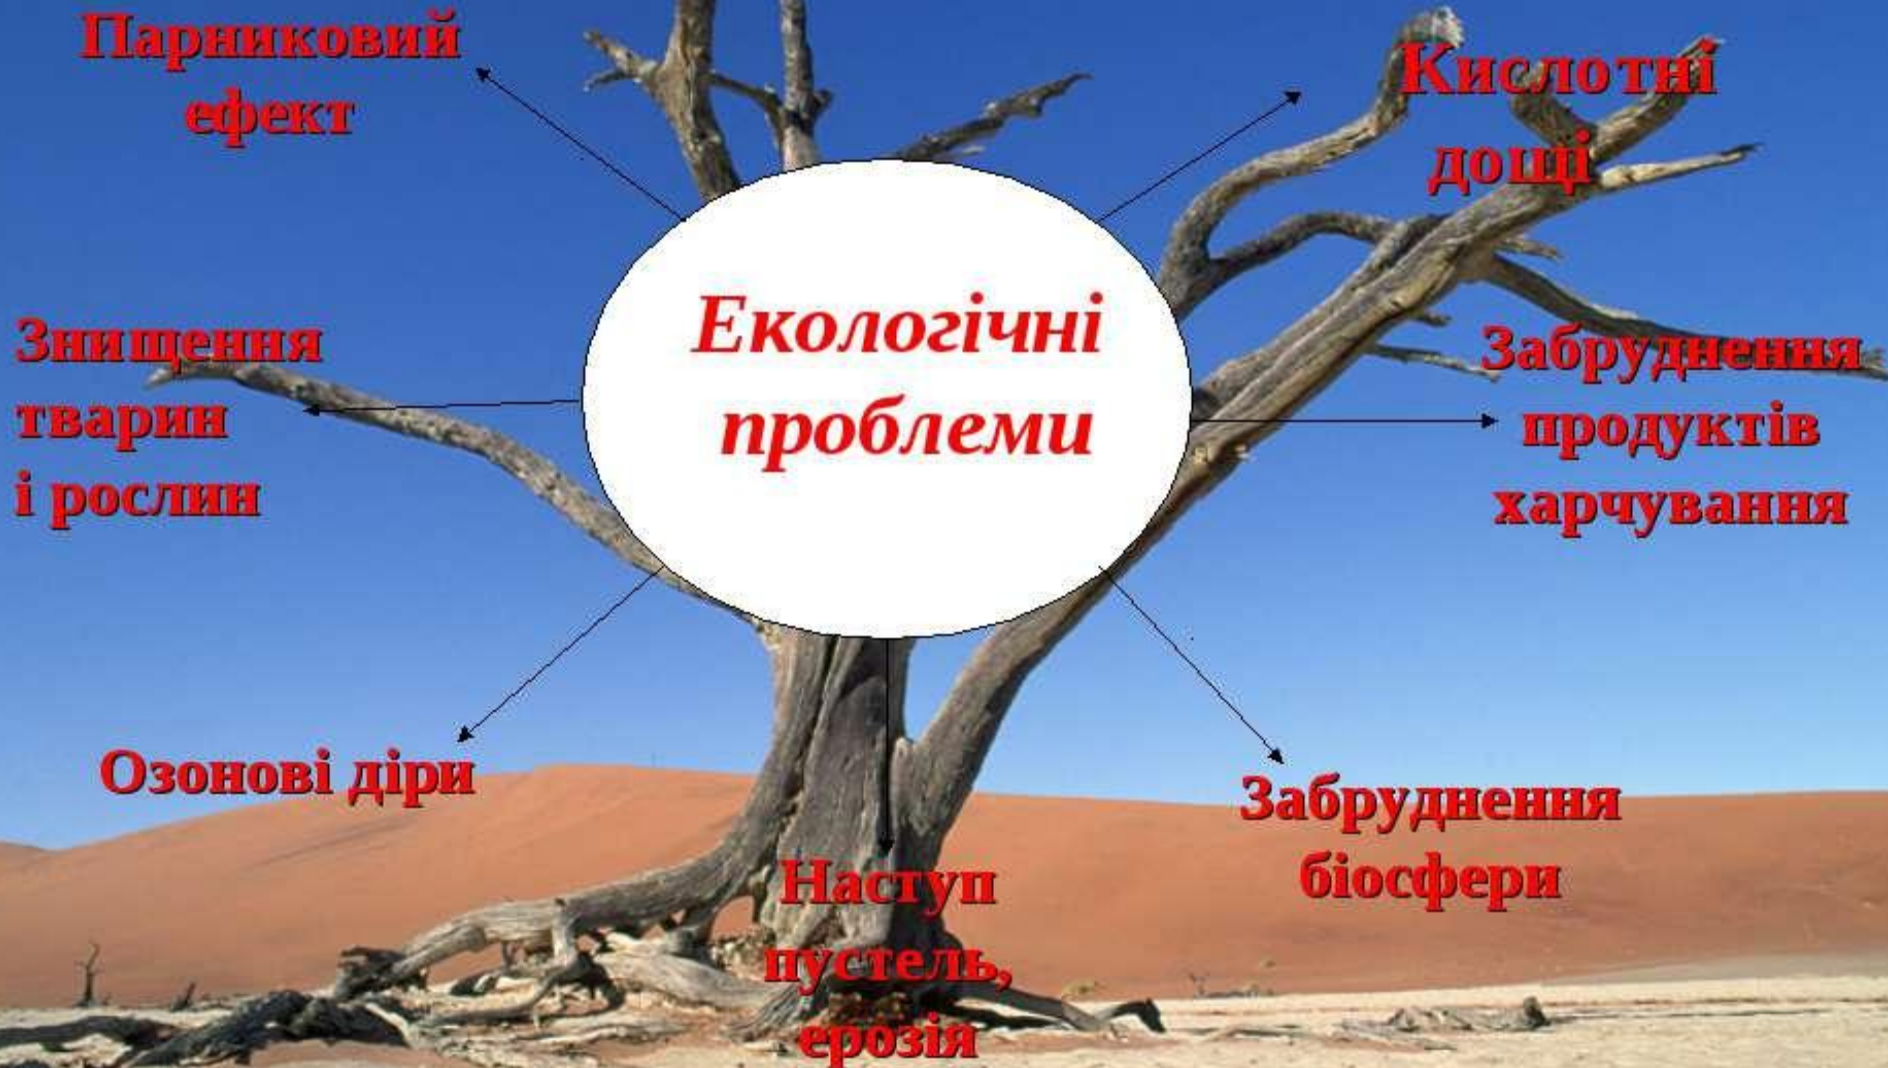 Парниковий
ефект
Кислотні
дощі
Екологічні
проблеми
Знищення
тварин
і рослин
Забруднення
продуктів
харчування
Озонові діри
Забруднення
біосфери
Наступ
пустель,
ерозія